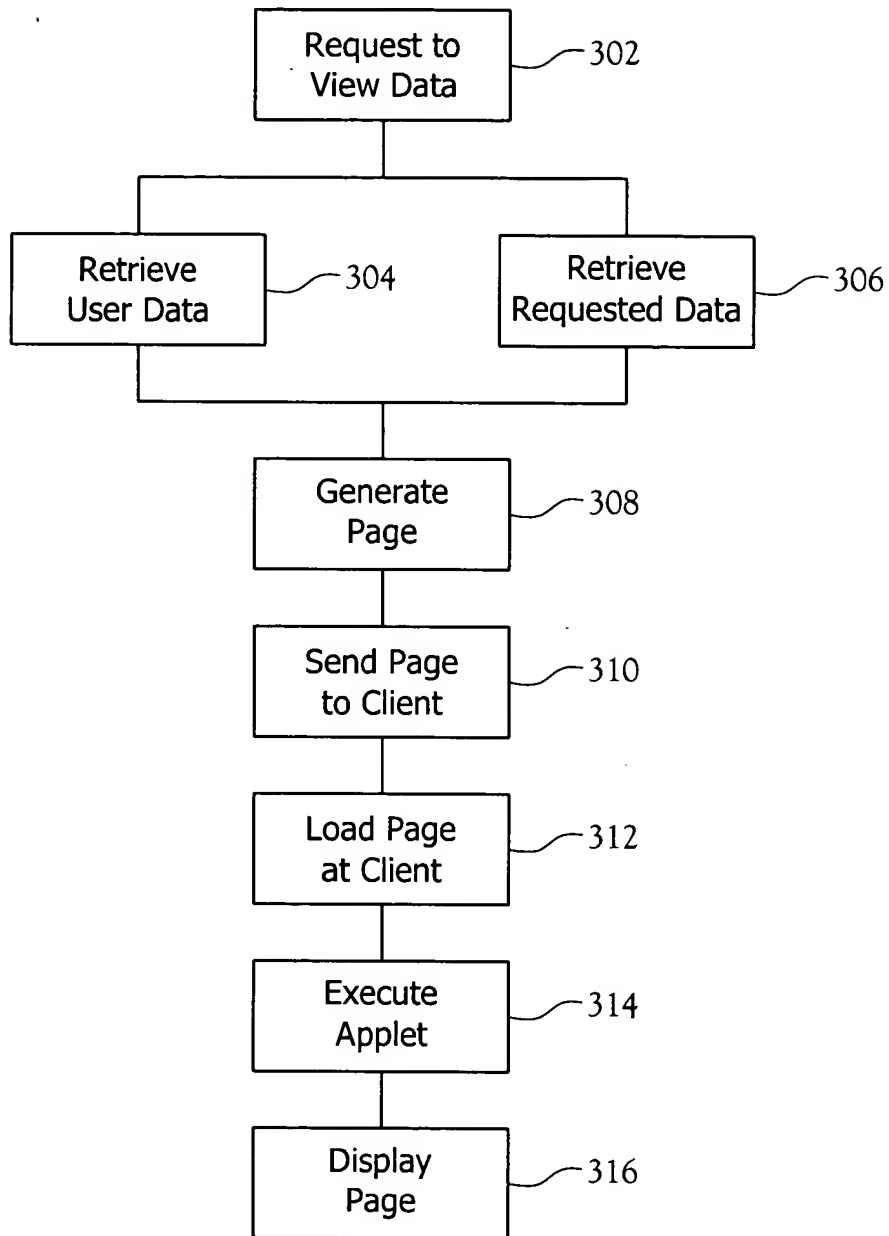 Request to
View Data
302
Retrieve
User Data
304
Retrieve
Requested Data
306
Generate
Page
308
Send Page
to Client
310
Load Page
at Client
312
Execute
Applet
314
Display
Page
316